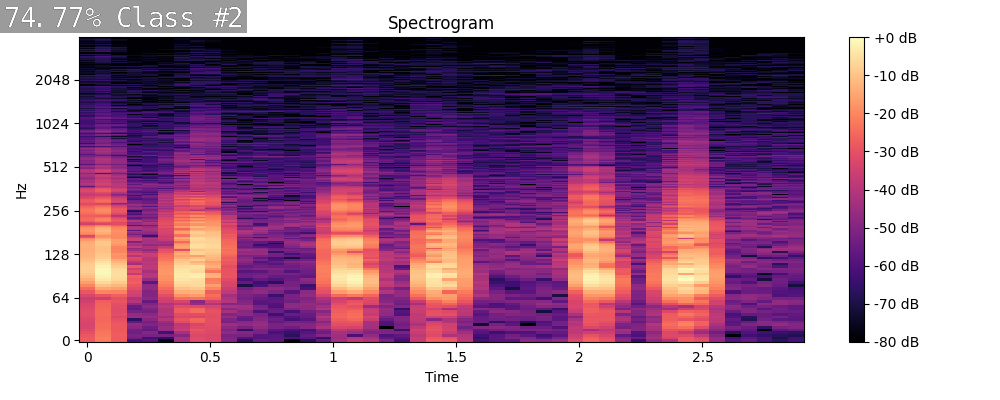 74.77% Class #2
Spectrogram
Hz
2048
1024
512
256
128
64
0
0
0.5
1
1.5
2
2.5
Time
+0 dB
-10 dB
-20 dB
-30 dB
-40 dB
-50 dB
-60 dB
-70 dB
-80 dB